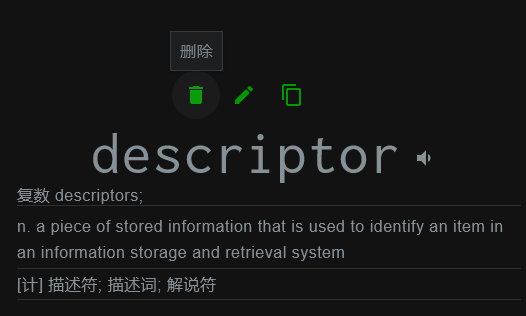 删除
descriptor
复数 descriptors;
n. a piece of stored information that is used to identify an item in
an information storage and retrieval system
[计] 描述符; 描述词; 解说符